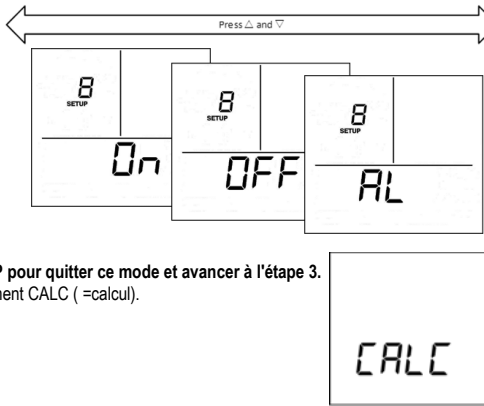 Press △ and ▽
8
SETUP
On
8
SETUP
OFF
8
SETUP
AL
P pour quitter ce mode et avancer à l'étape 3.
ment CALC ( =calcul).
CALC